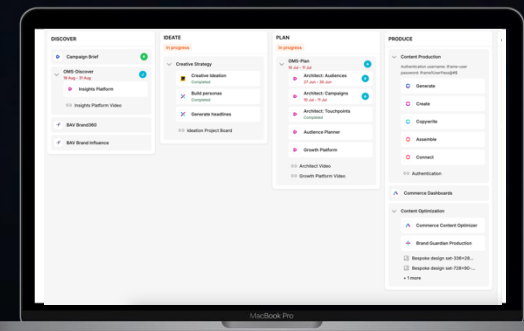 DISCOVER
Campaign Brief
OMS-Discover
Insights Platform
Insights Platform Video
BAV Brand360
BAV Brand Influence
IDEATE
In progress
Creative Strategy
Creative Ideation
Completed
Build personas
Completed
Generate headlines
Ideation Project Board
PLAN
In progress
OMS-Plan
Architect: Audiences
Architect: Campaigns
Architect: Touchpoints
Completed
Audience Planner
Growth Platform
Architect Video
Growth Platform Video
PRODUCE
Content Production
Generate
Create
Copywrite
Assemble
Connect
Authentication
Commerce Dashboards
Content Optimization
Commerce Content Optimizer
Brand Guardian Production
+ 1 more
MacBook Pro